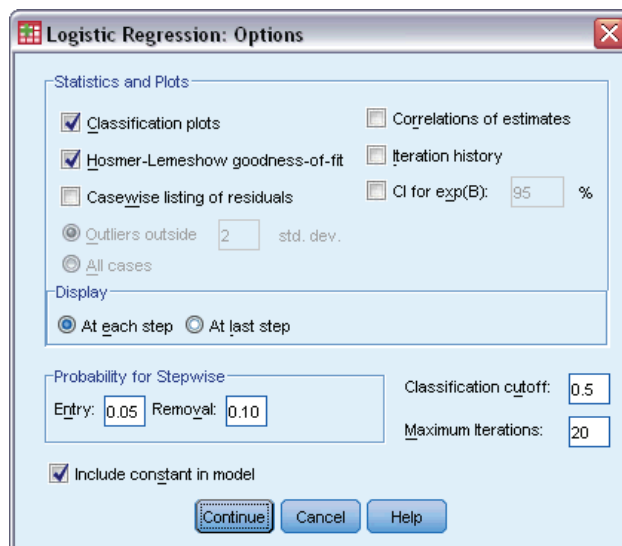 Logistic Regression: Options
Statistics and Plots
Classification plots
Hosmer-Lemeshow goodness-of-fit
Casewise listing of residuals
Outliers outside 2 std. dev.
All cases
Correlations of estimates
Iteration history
CI for exp(B): 95 %
Display
At each step At last step
Probability for Stepwise
Entry: 0.05 Removal: 0.10
Classification cutoff: 0.5
Maximum Iterations: 20
Include constant in model
Continue Cancel Help